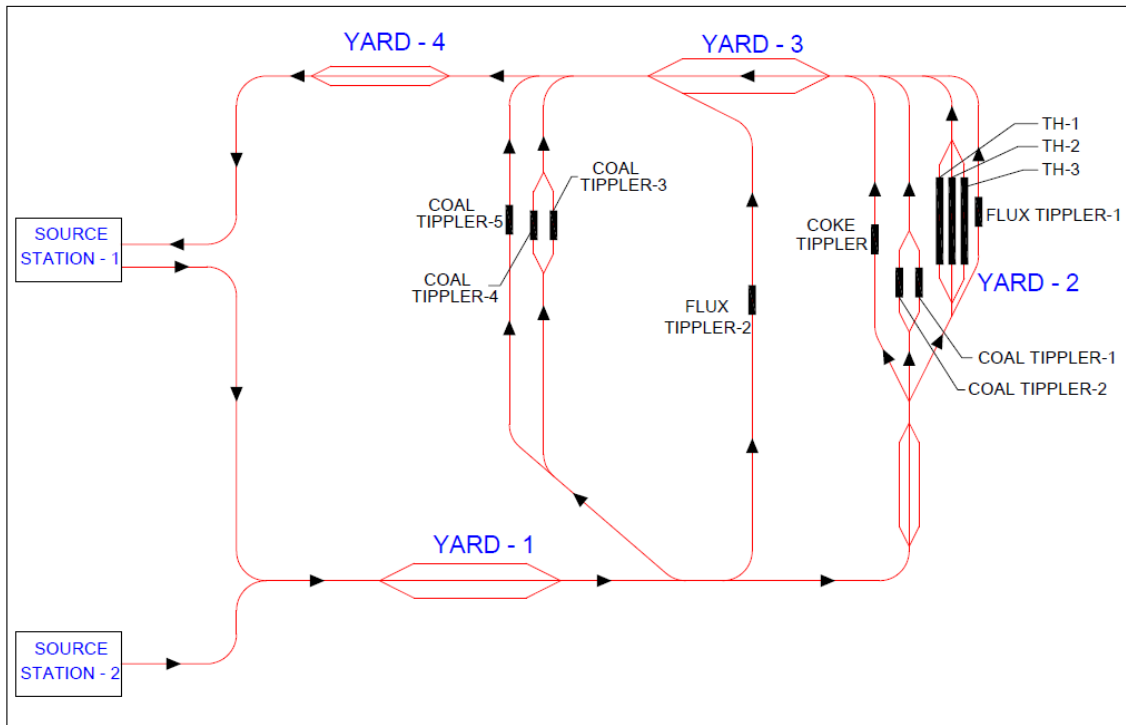 YARD - 4
YARD - 3
TH-1
TH-2
TH-3
COAL
TIPPLER-3
COAL
TIPPLER-5
COKE
TIPPLER
FLUX TIPPLER-1
SOURCE
STATION - 1
COAL
TIPPLER-4
YARD - 2
FLUX
TIPPLER-2
COAL TIPPLER-1
COAL TIPPLER-2
YARD - 1
SOURCE
STATION - 2